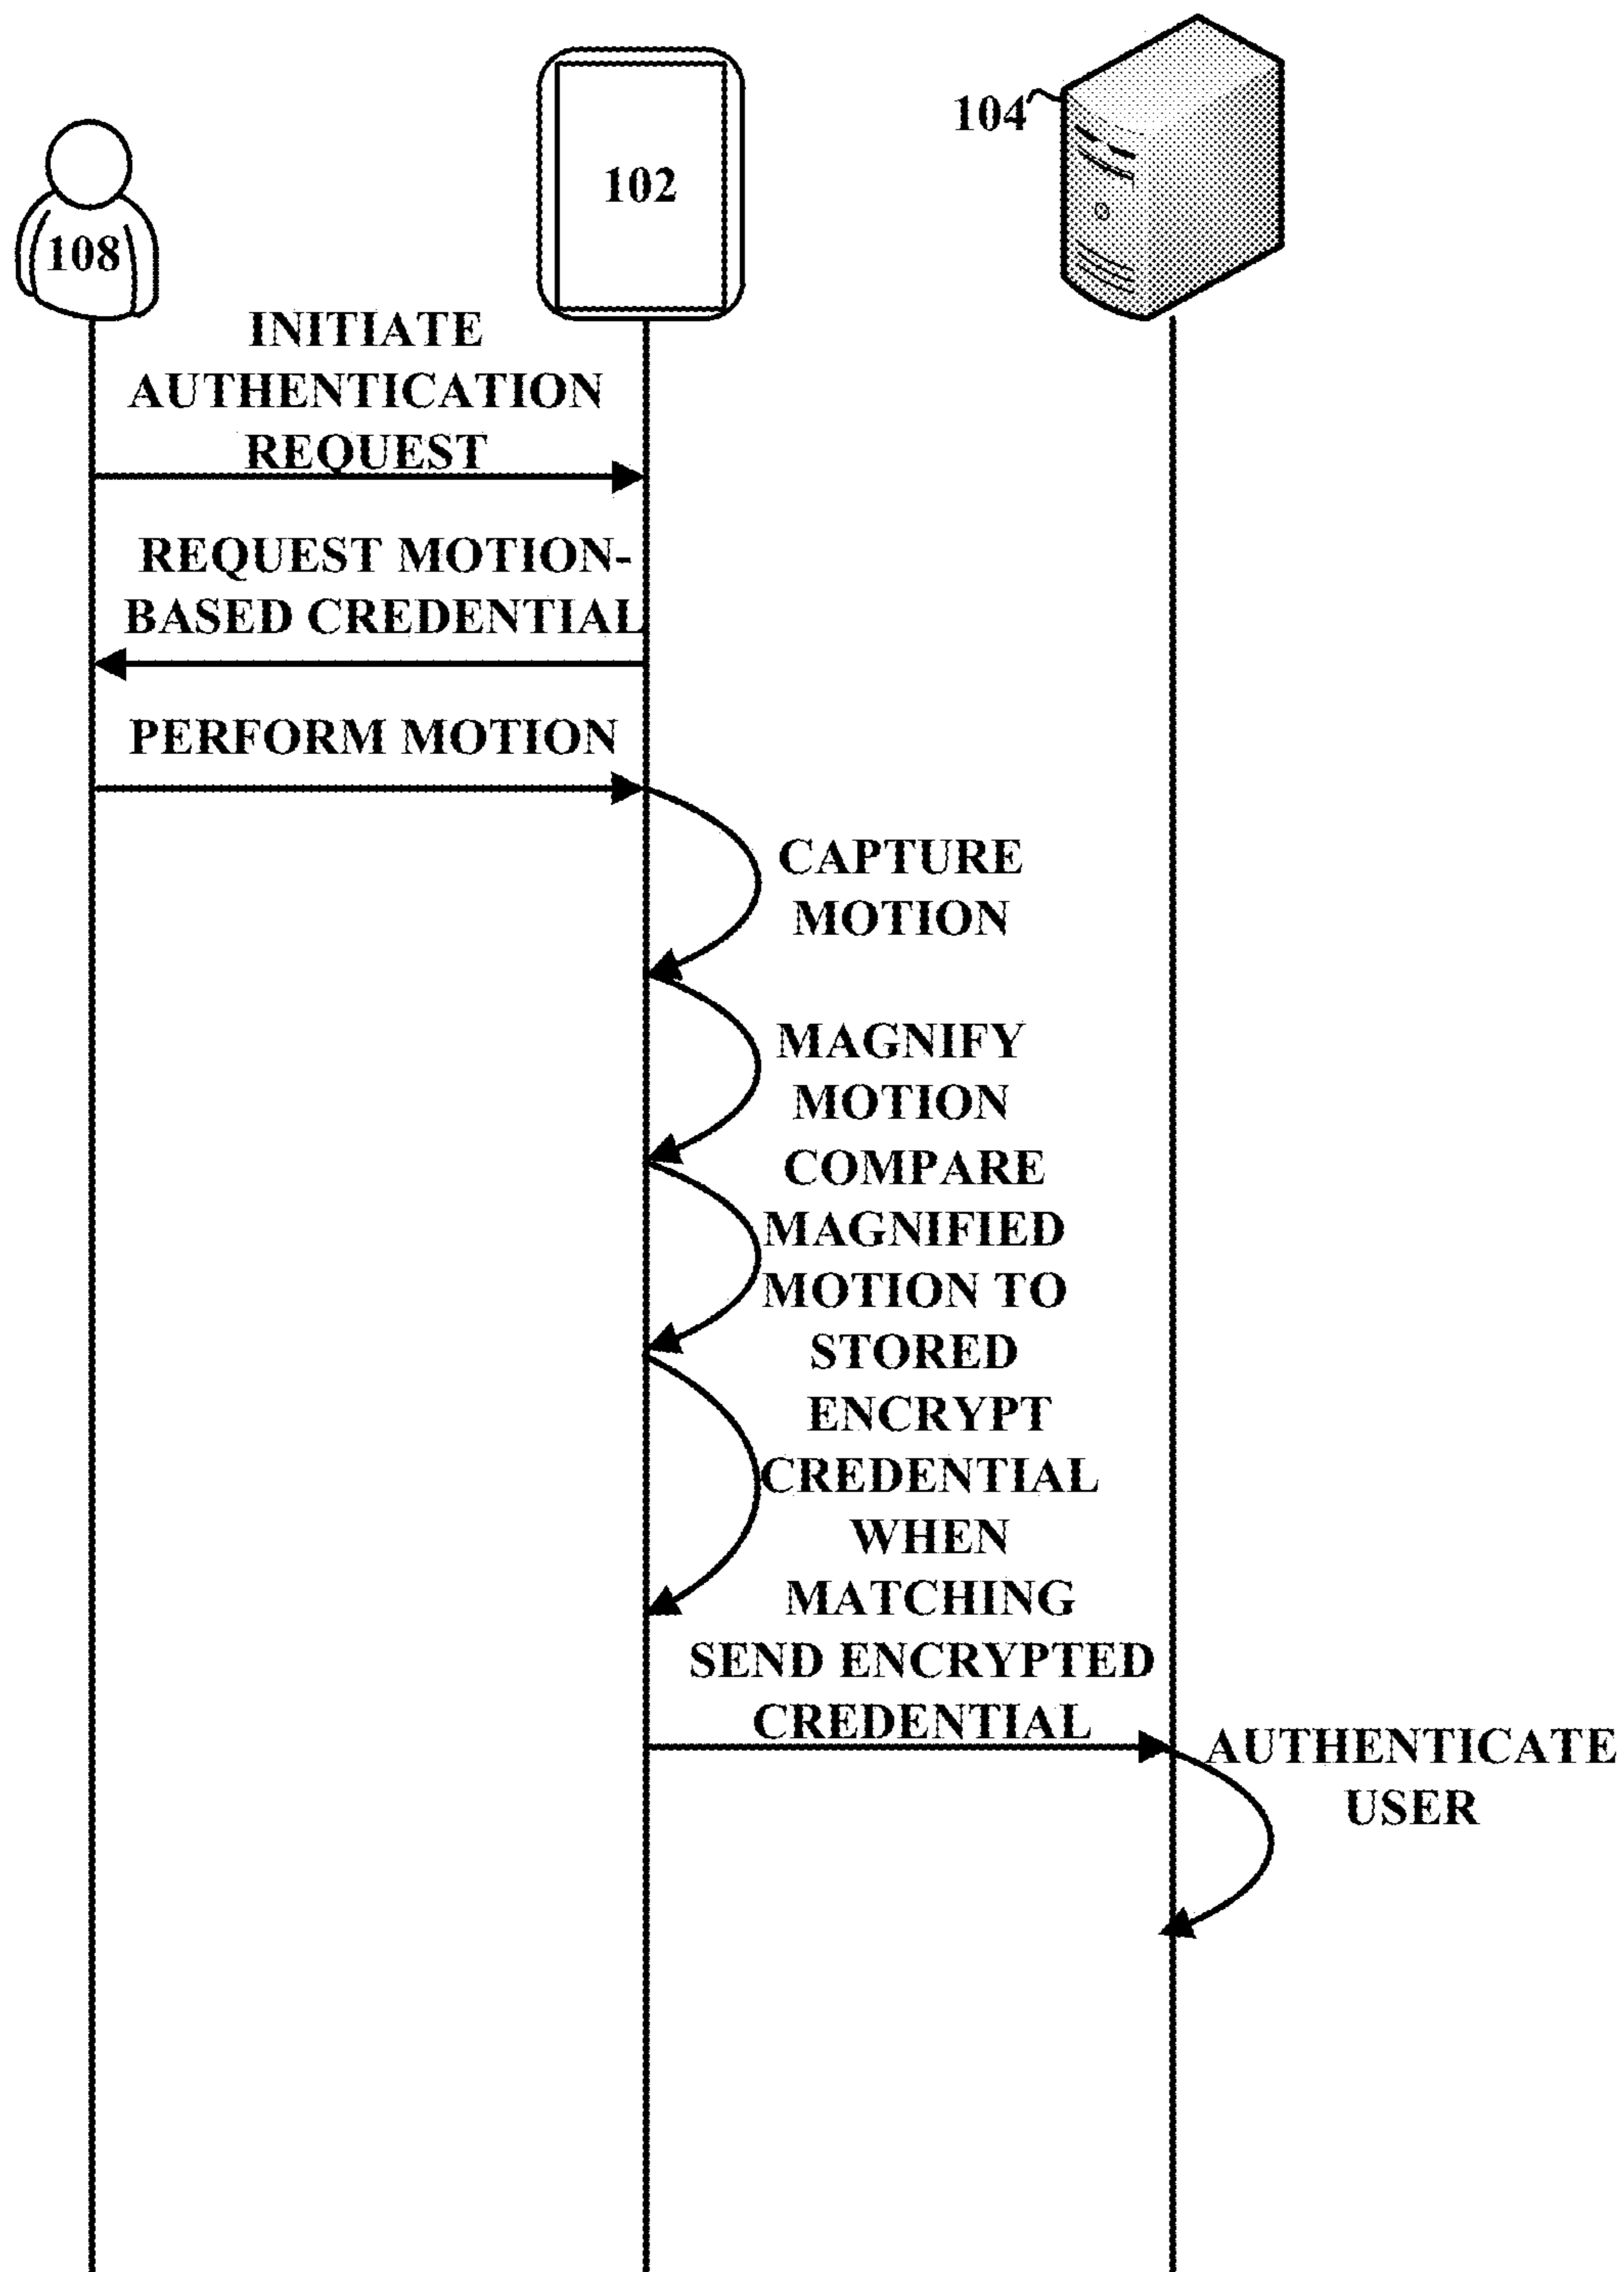 104
102
108
INITIATE
AUTHENTICATION
REQUEST
REQUEST MOTION-
BASED CREDENTIAL
PERFORM MOTION
CAPTURE
MOTION
MAGNIFY
MOTION
COMPARE
MAGNIFIED
MOTION TO
STORED
ENCRYPT
CREDENTIAL
WHEN
MATCHING
SEND ENCRYPTED
CREDENTIAL
AUTHENTICATE
USER